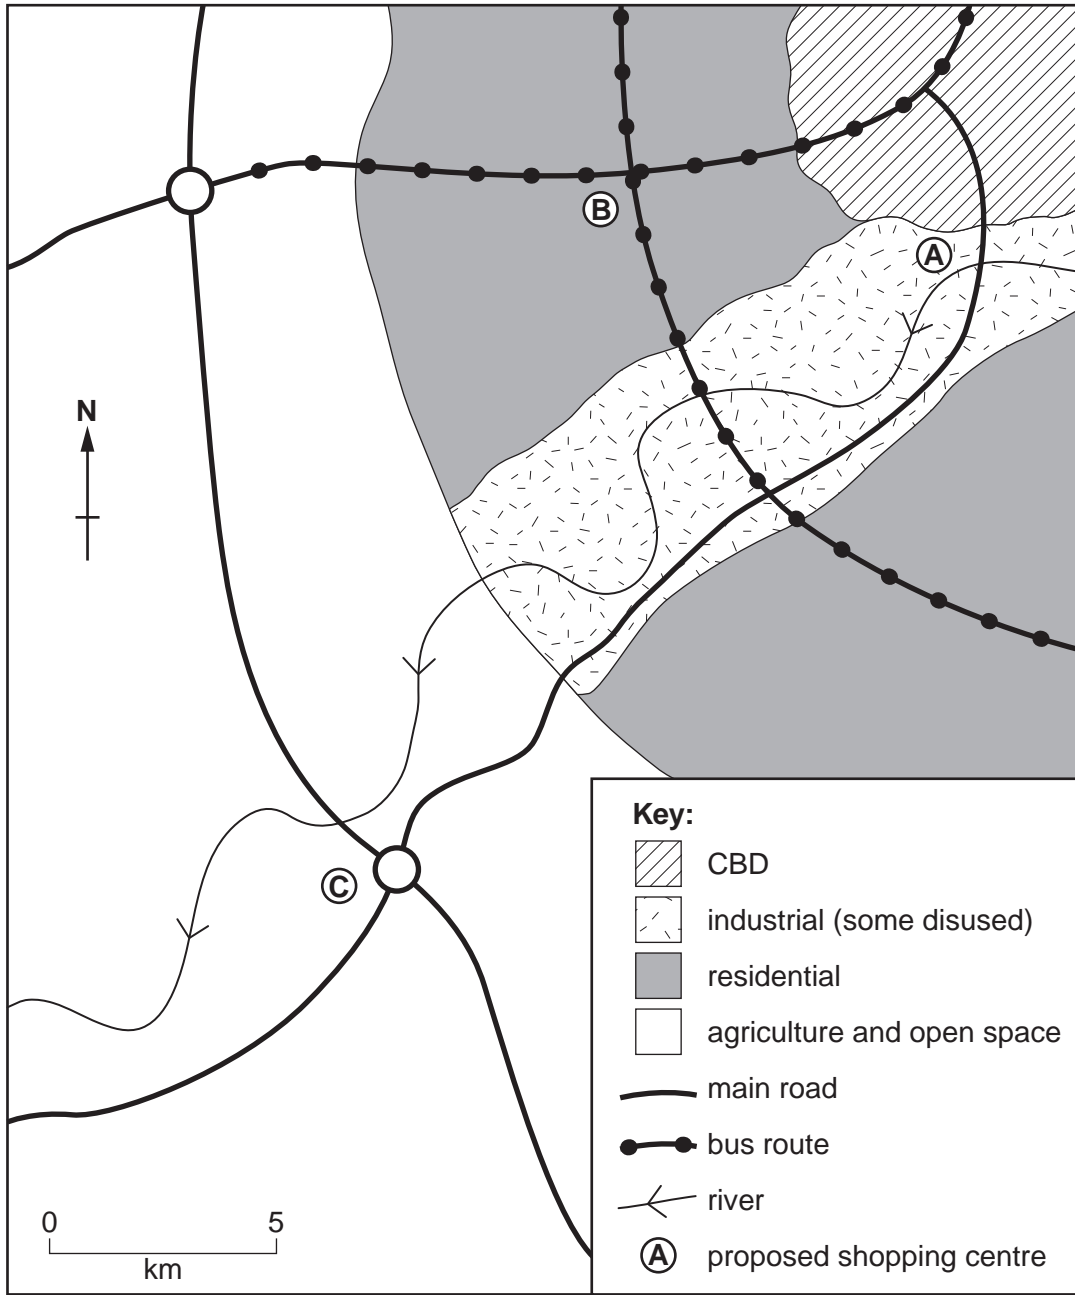 B
A
N
C
0 5
km
Key:
CBD
industrial (some disused)
residential
agriculture and open space
main road
bus route
river
A proposed shopping centre